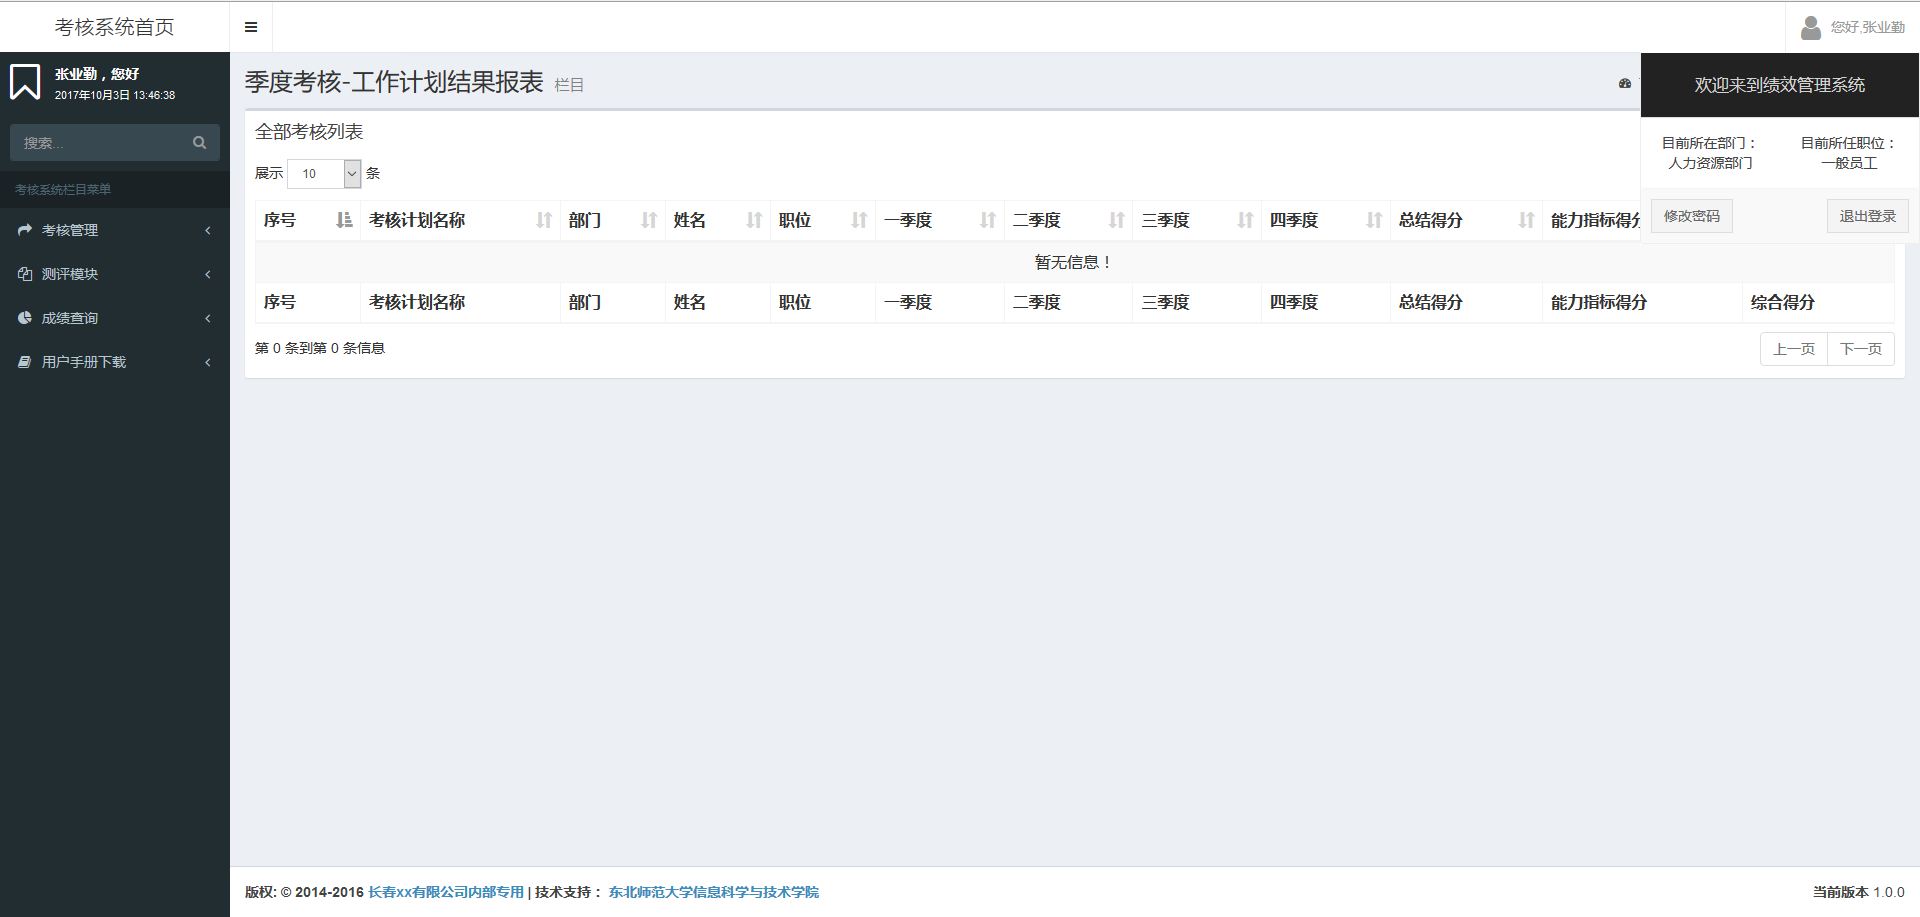 考核系统首页
您好,张业勤
张业勤，您好
2017年10月3日 13:46:38
搜索...
考核系统栏目菜单
考核管理
测评模块
成绩查询
用户手册下载
季度考核-工作计划结果报表 栏目
欢迎来到绩效管理系统
目前所在部门： 目前所任职位：
人力资源部门 一般员工
修改密码 退出登录
全部考核列表
展示 10 条
序号 考核计划名称 部门 姓名 职位 一季度 二季度 三季度 四季度 总结得分 能力指标得分
暂无信息！
序号 考核计划名称 部门 姓名 职位 一季度 二季度 三季度 四季度 总结得分 能力指标得分 综合得分
第 0 条到第 0 条信息
上一页 下一页
版权: © 2014-2016 长春xx有限公司内部专用 | 技术支持： 东北师范大学信息科学与技术学院
当前版本 1.0.0